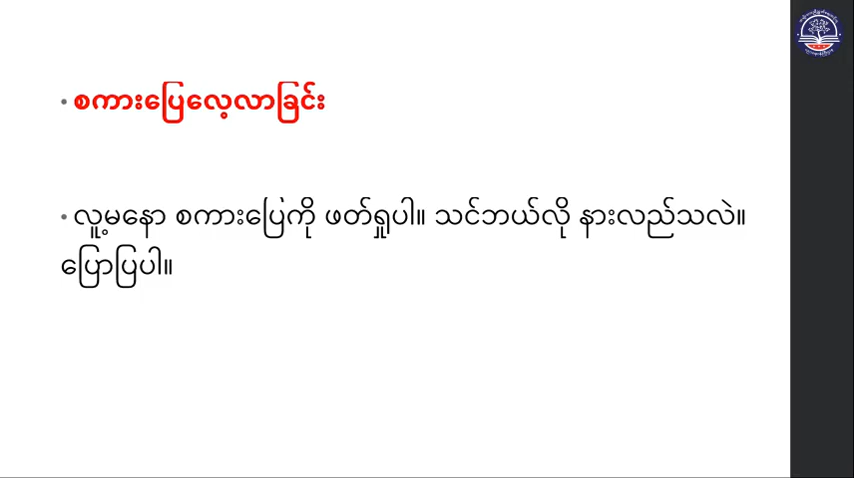 • စကားပြေလေ့လာခြင်း
• လူ့မနော စကားပြေကို ဖတ်ရှုပါ။ သင်ဘယ်လို နားလည်သလဲ။
ပြောပြပါ။